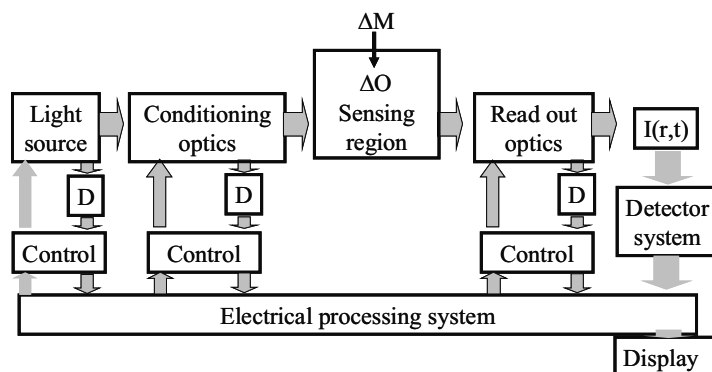 ΔM
ΔO
Sensing
region
Light
source
Conditioning
optics
Read out
optics
I(r,t)
D
D
D
Detector
system
Control
Control
Control
Electrical processing system
Display